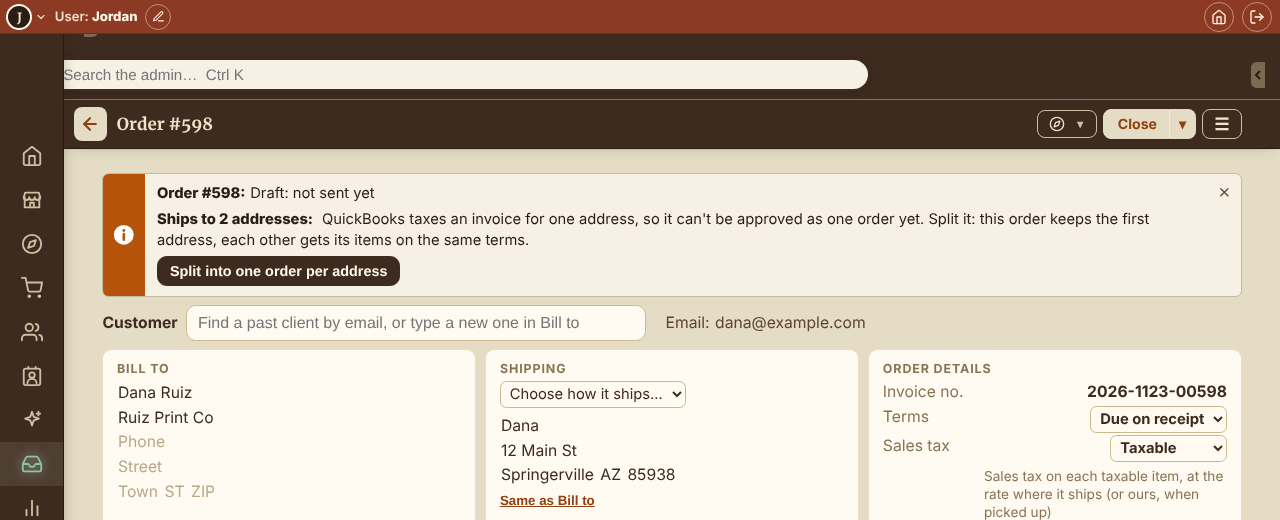 J
User: Jordan
Search the admin… Ctrl K
Order #598
▼
Close
▼
Order #598: Draft: not sent yet
Ships to 2 addresses: QuickBooks taxes an invoice for one address, so it can't be approved as one order yet. Split it: this order keeps the first
address, each other gets its items on the same terms.
Split into one order per address
Customer
Find a past client by email, or type a new one in Bill to
Email: dana@example.com
BILL TO
Dana Ruiz
Ruiz Print Co
Phone
Street
Town ST ZIP
SHIPPING
Choose how it ships...
Dana
12 Main St
Springerville AZ 85938
Same as Bill to
ORDER DETAILS
Invoice no. 2026-1123-00598
Terms Due on receipt
Sales tax Taxable
Sales tax on each taxable item, at the
rate where it ships (or ours, when
picked up)